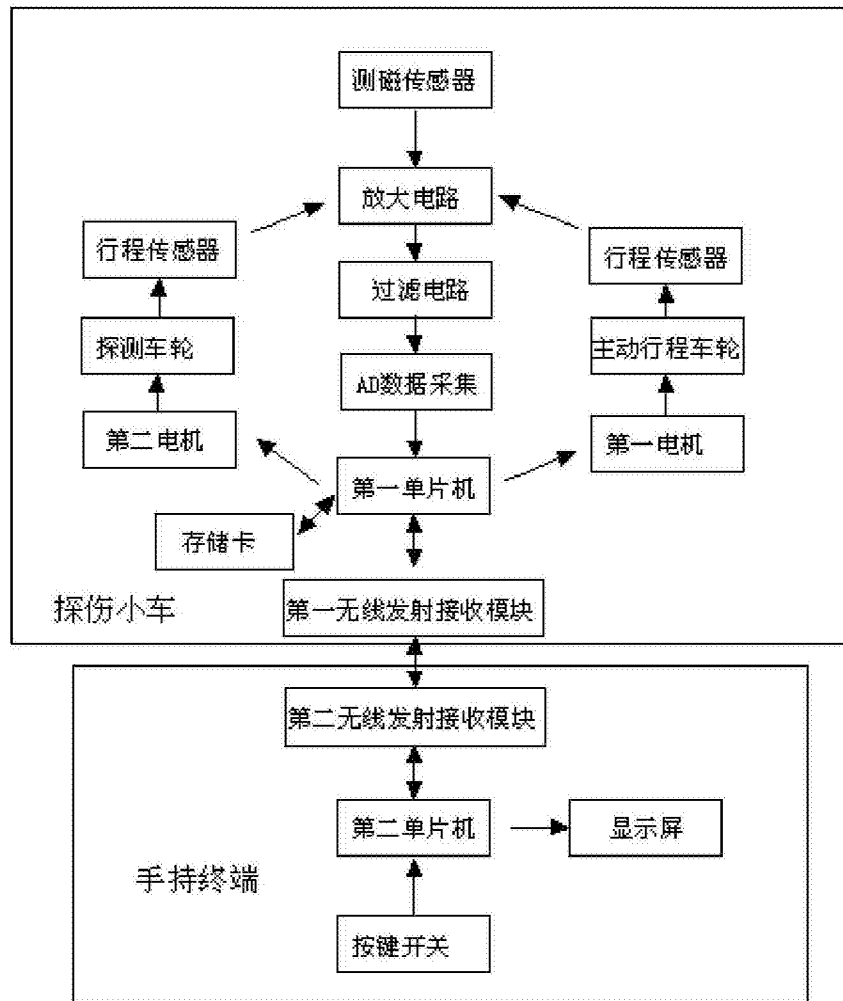 测磁传感器
放大电路
行程传感器
行程传感器
过滤电路
探测车轮
主动行程车轮
AD数据采集
第二电机
第一电机
第一单片机
存储卡
第一无线发射接收模块
探伤小车
第二无线发射接收模块
第二单片机
显示屏
手持终端
按键开关